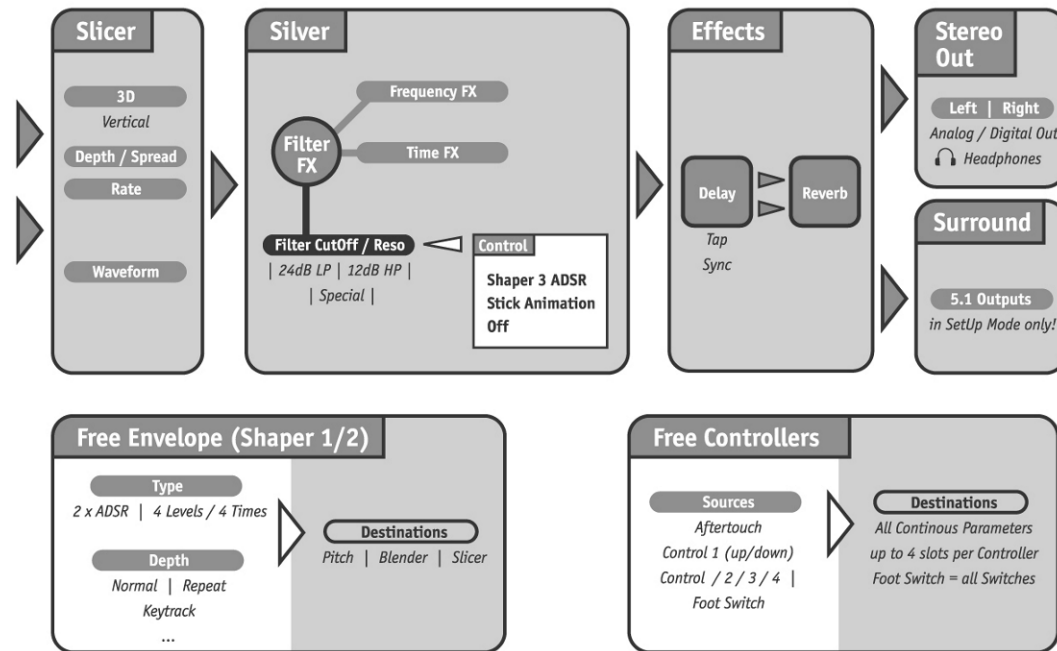 Slicer
3D
Vertical
Depth / Spread
Rate
Waveform
Silver
Frequency FX
Filter
FX
Time FX
Filter CutOff / Reso
| 24dB LP | 12dB HP |
| Special |
Control
Shaper 3 ADSR
Stick Animation
Off
Effects
Delay
Reverb
Tap
Sync
Stereo
Out
Left | Right
Analog / Digital Out
Headphones
Surround
5.1 Outputs
in SetUp Mode only!
Free Envelope (Shaper 1/2)
Type
2 x ADSR | 4 Levels / 4 Times
Depth
Normal | Repeat
Keytrack
...
Destinations
Pitch | Blender | Slicer
Free Controllers
Sources
Aftertouch
Control 1 (up/down)
Control / 2 / 3 / 4 |
Foot Switch
Destinations
All Continous Parameters
up to 4 slots per Controller
Foot Switch = all Switches